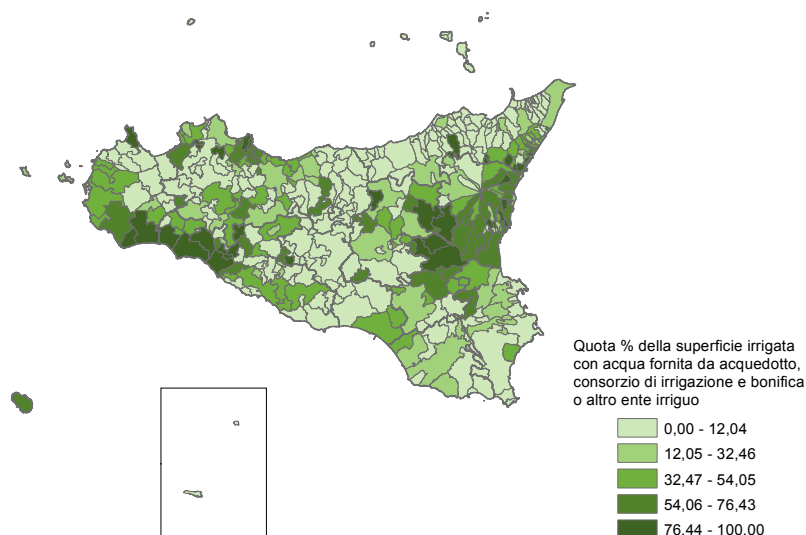 Quota % della superficie irrigata
con acqua fornita da acquedotto,
consorzio di irrigazione e bonifica
o altro ente irriguo
0,00 - 12,04
12,05 - 32,46
32,47 - 54,05
54,06 - 76,43
76,44 - 100,00